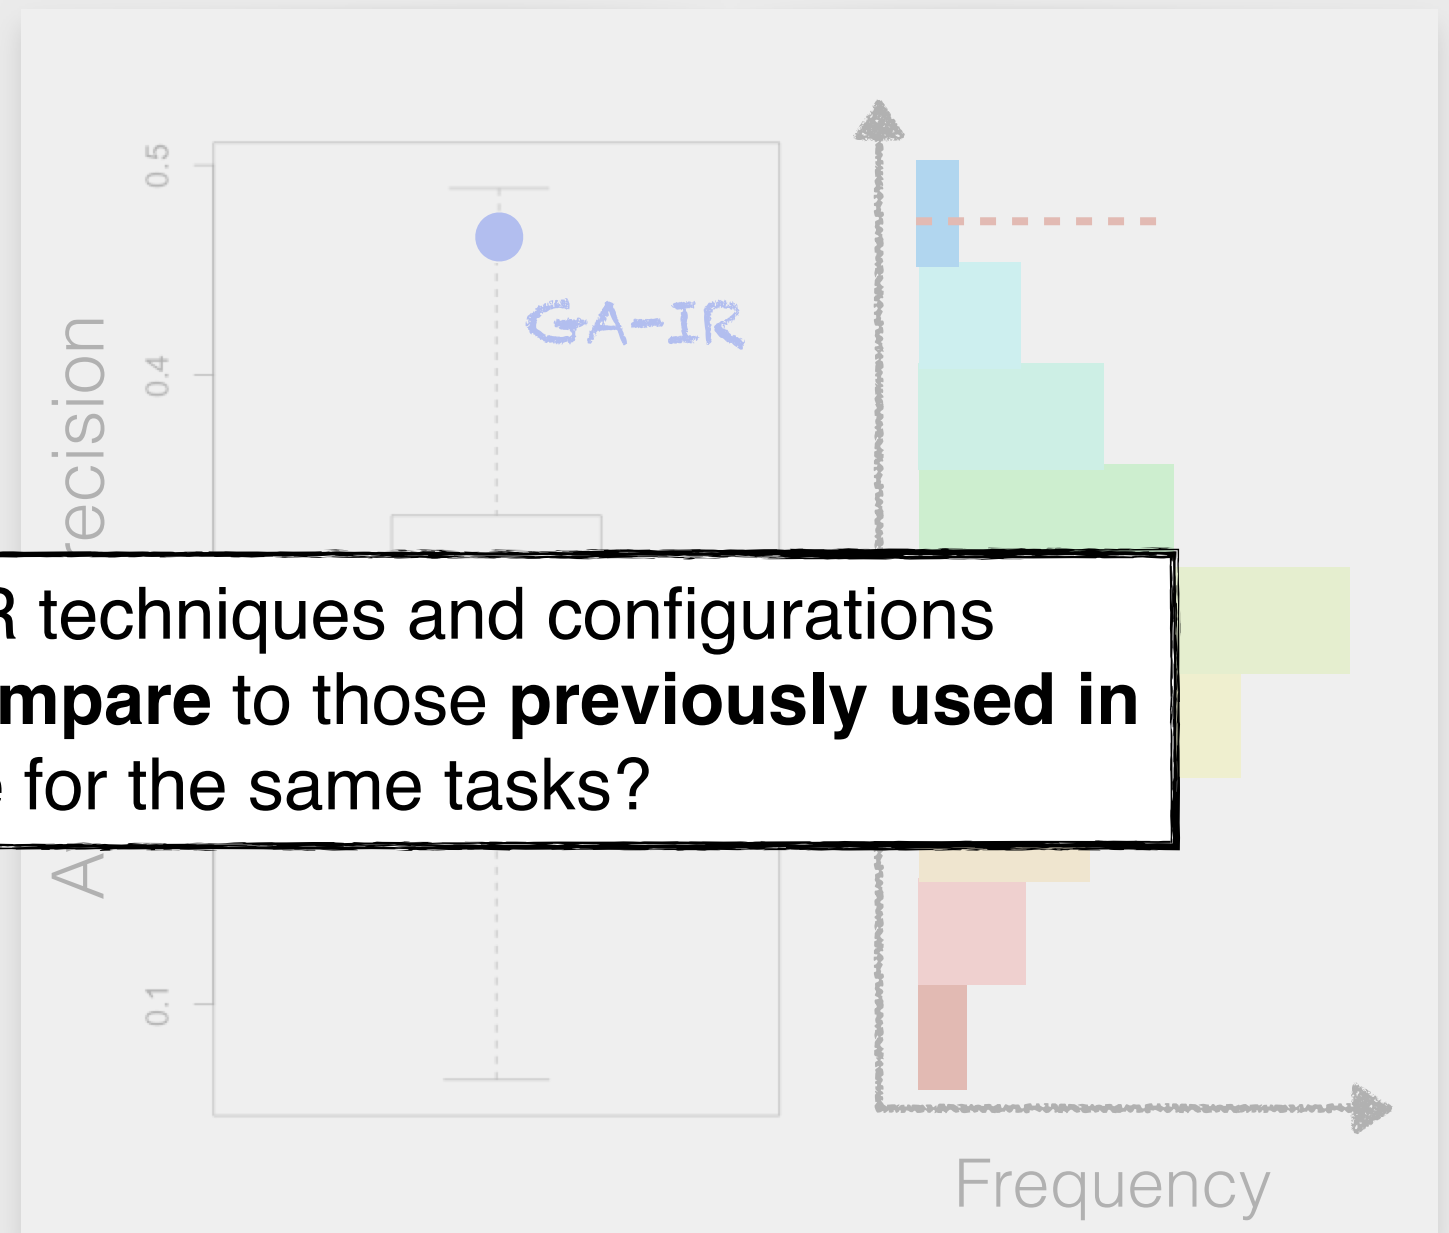 0.5
0.4
0.1
A
recision
GA-IR
R techniques and configurations
mpare to those previously used in
e for the same tasks?
Frequency